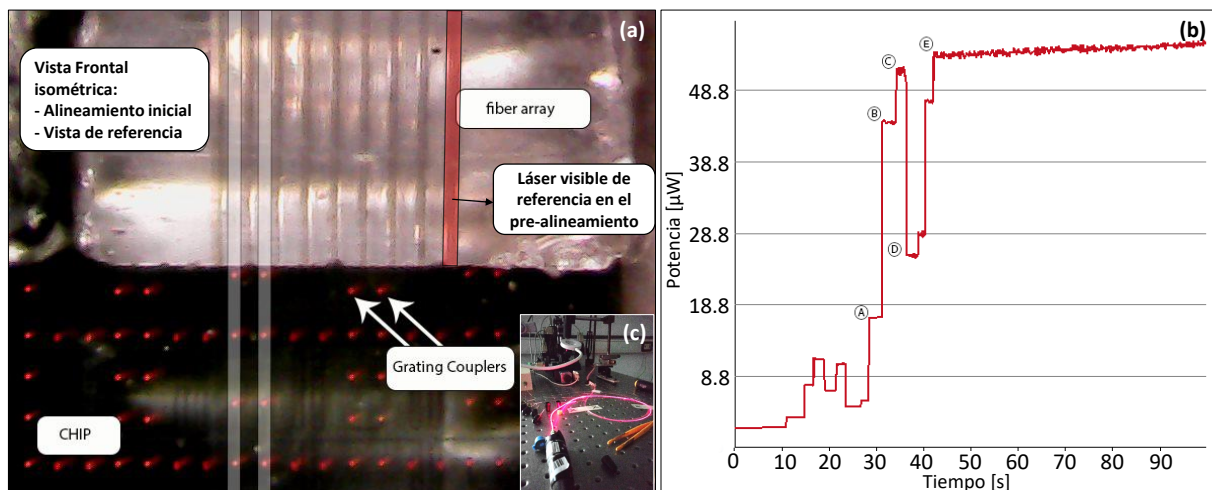 (a)
Vista Frontal
isométrica:
- Alineamiento inicial
- Vista de referencia
fiber array
Láser visible de
referencia en el
pre-alineamiento
Grating Couplers
CHIP
(c)
(b)
Potencia [µW]
48.8
38.8
28.8
18.8
8.8
A
B
C
D
E
0 10 20 30 40 50 60 70 80 90
Tiempo [s]